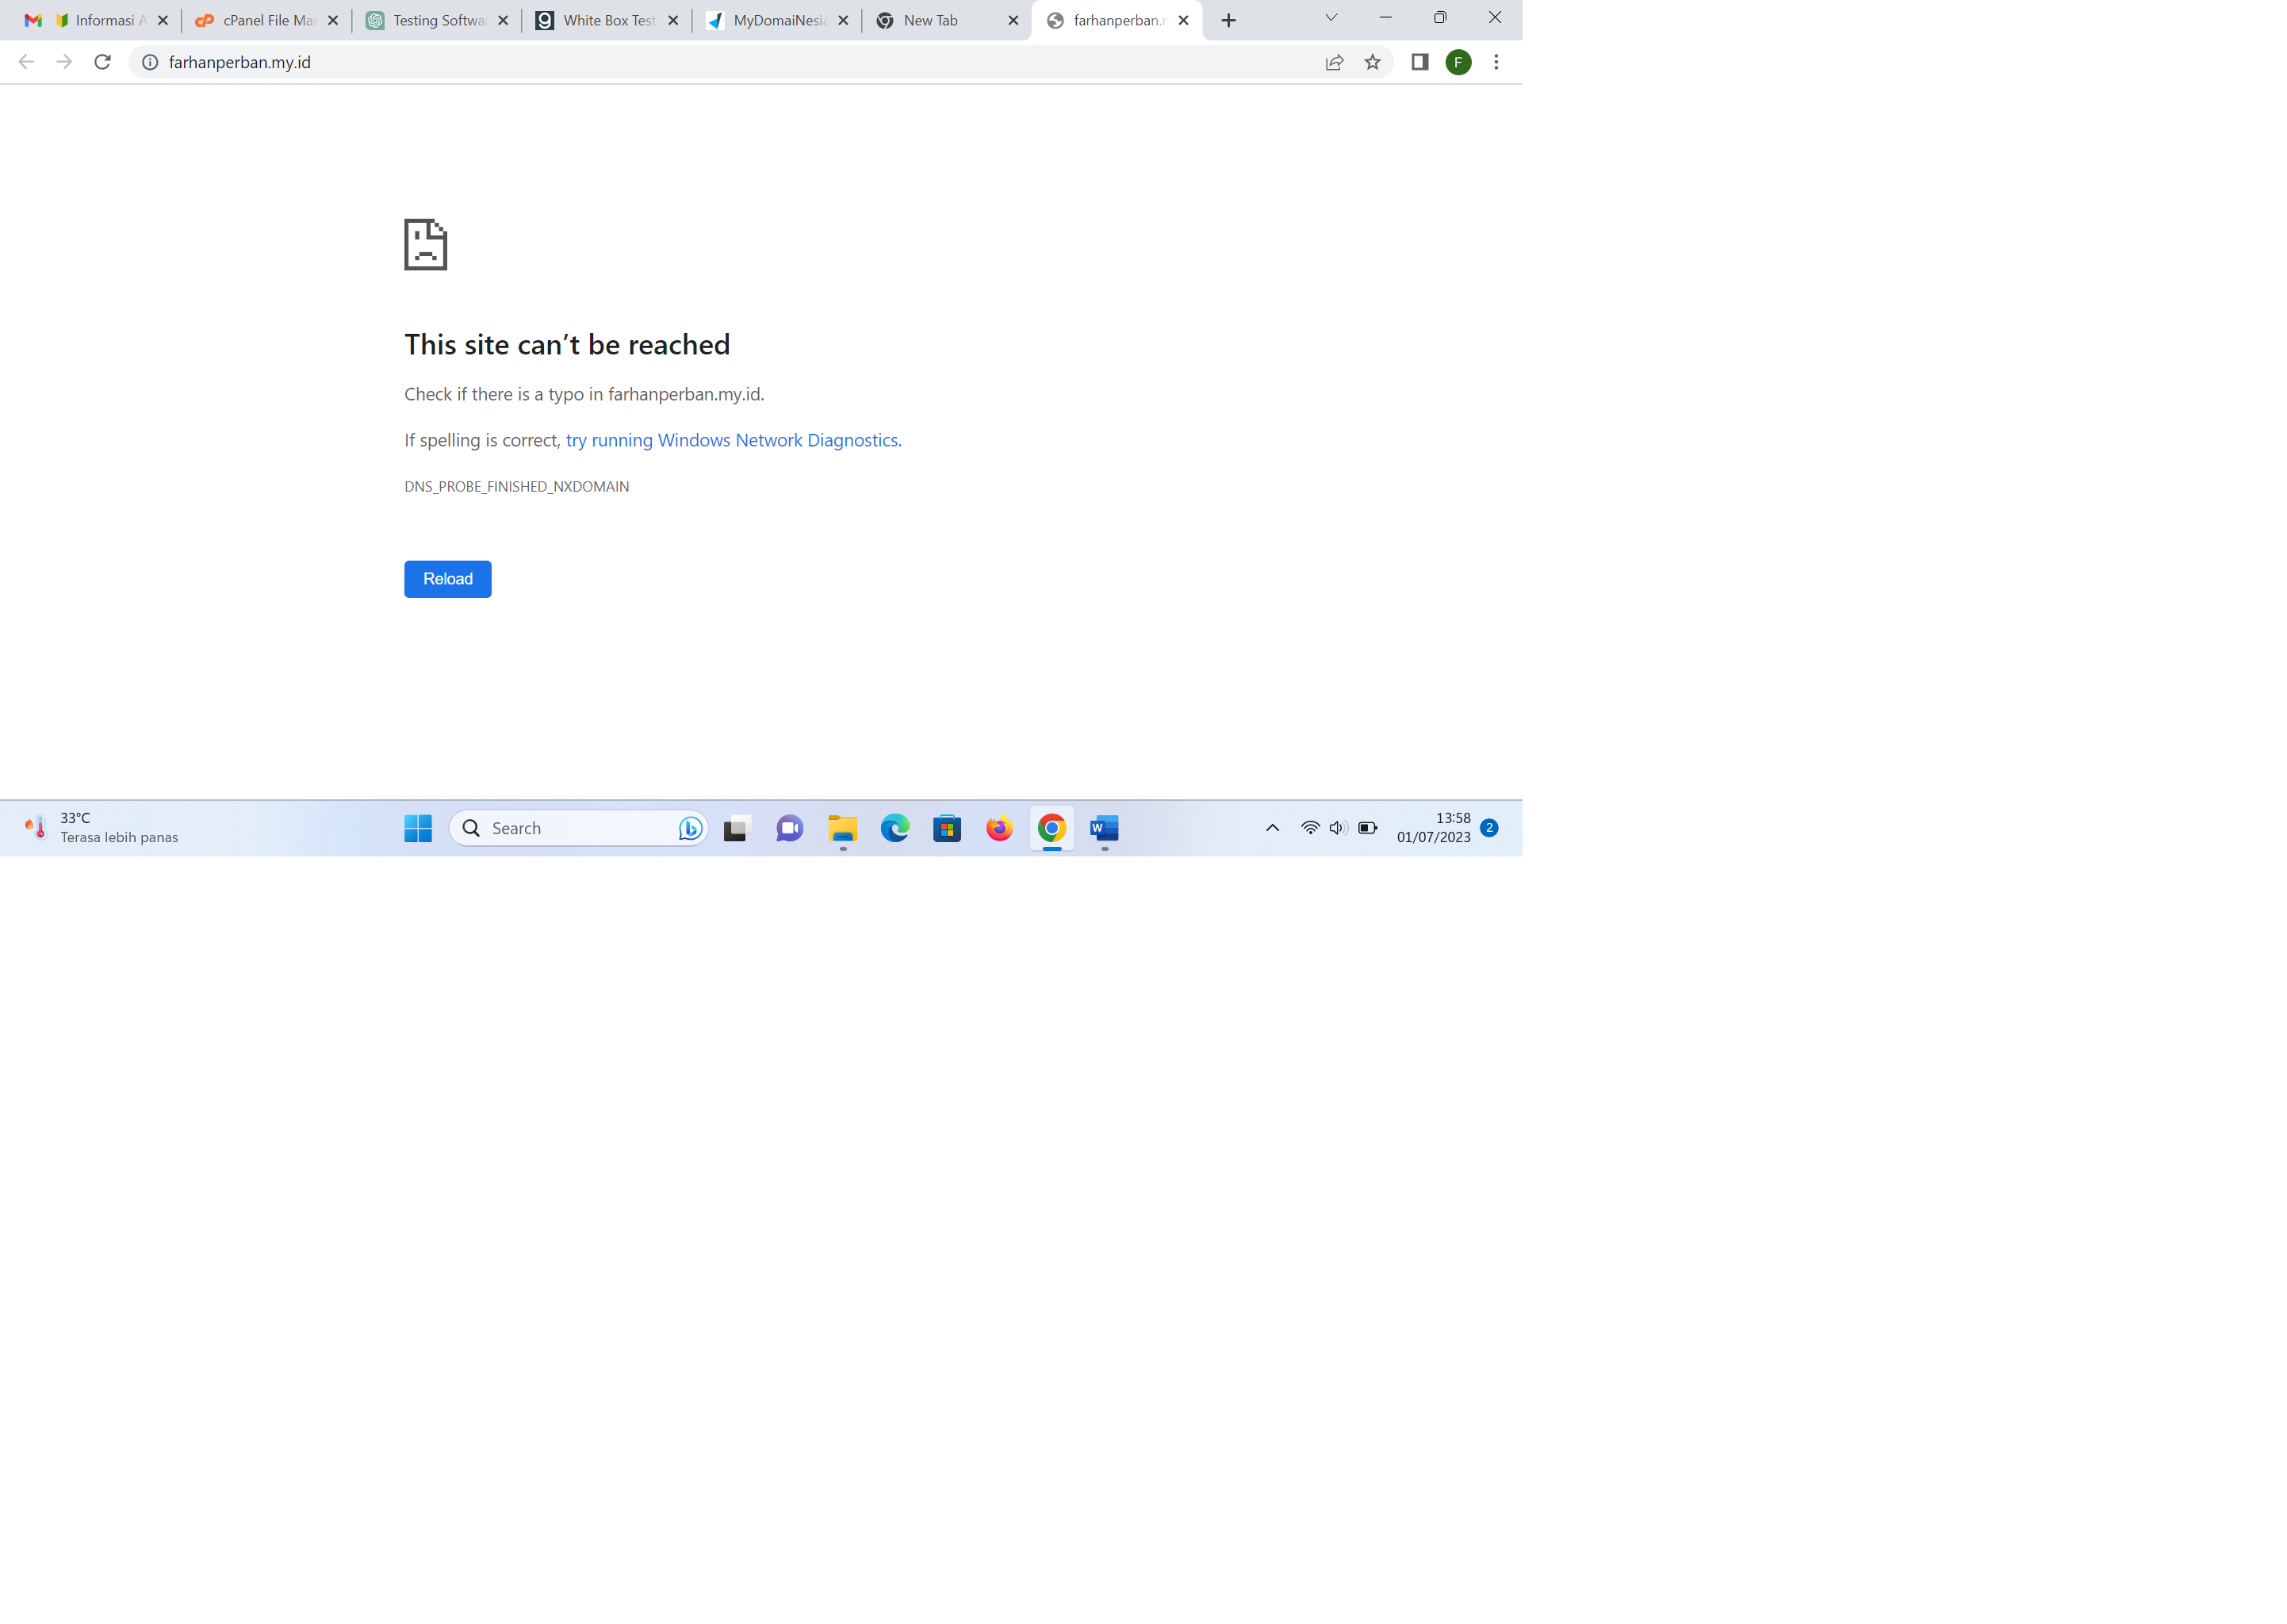 Informasi A
cPanel File Mar
Testing Softwa
White Box Test
MyDomaiNesia
New Tab
farhanperban.m
farhanperban.my.id
F
This site can’t be reached
Check if there is a typo in farhanperban.my.id.
If spelling is correct, try running Windows Network Diagnostics.
DNS_PROBE_FINISHED_NXDOMAIN
Reload
33°C
Terasa lebih panas
Search
13:58
01/07/2023
2